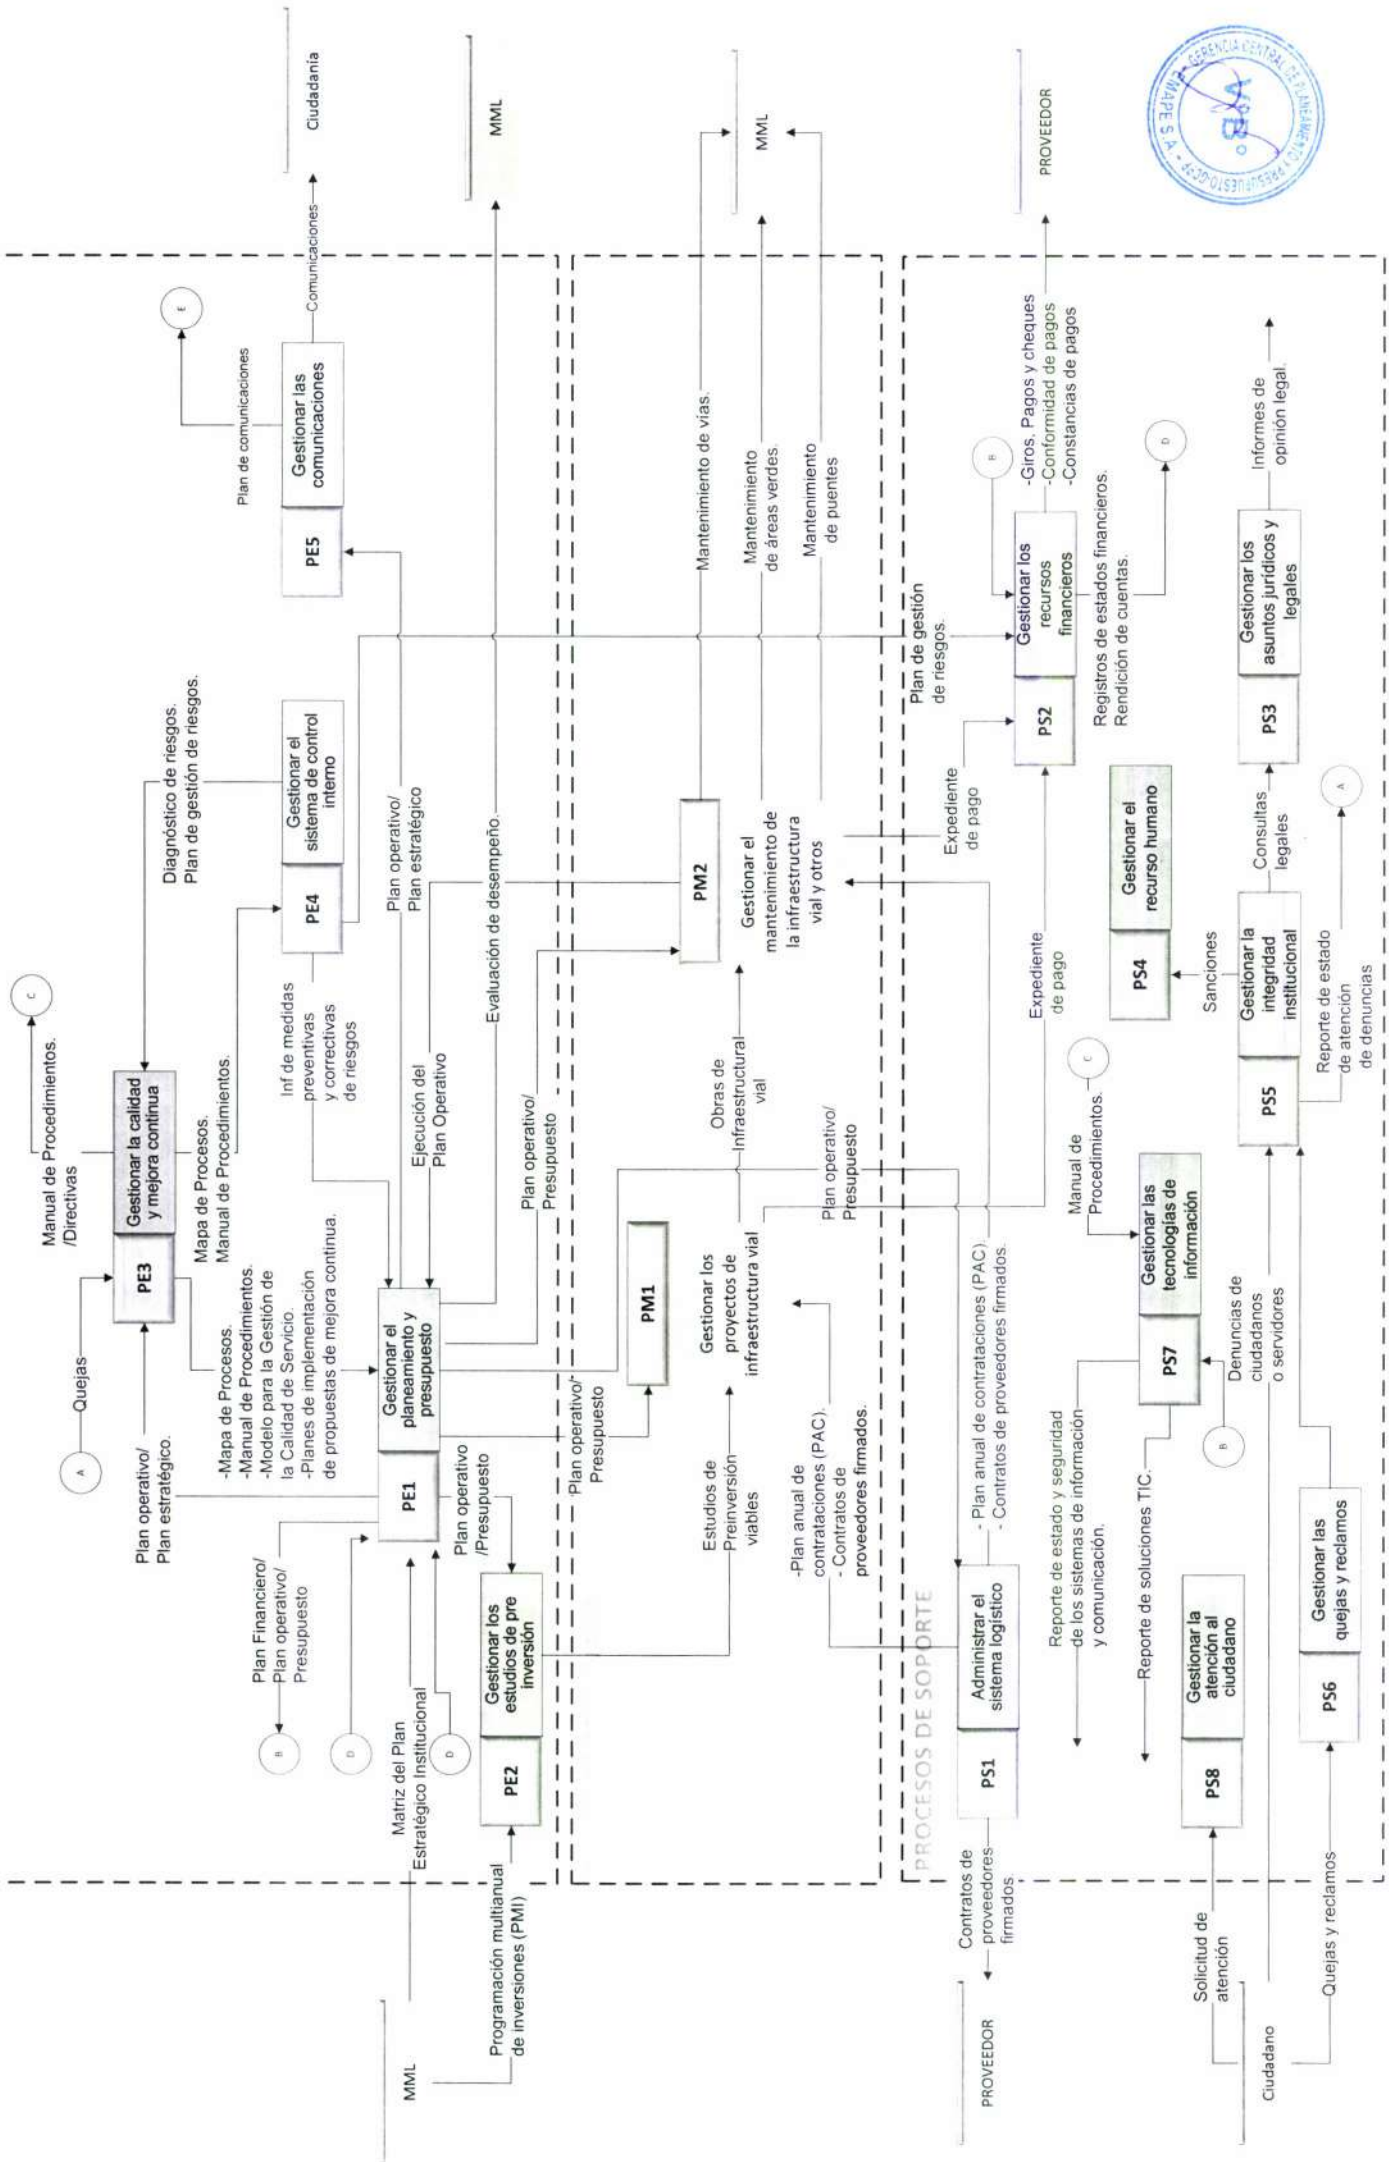 C
Manual de Procedimientos.
/Directivas
A
Quejas
PE3
Gestionar la calidad
y mejora continua
Plan operativo/
Plan estratégico.
Mapa de Procesos.
Manual de Procedimientos.
Diagnóstico de riesgos.
Plan de gestión de riesgos.
E
Plan de comunicaciones
PE5
Gestionar las
comunicaciones
Comunicaciones
Ciudadanía
PE4
Gestionar el
sistema de control
interno
-Mapa de Procesos.
-Manual de Procedimientos.
-Modelo para la Gestión de
la Calidad de Servicio.
-Planes de implementación
de propuestas de mejora continua.
Inf de medidas
preventivas
y correctivas
de riesgos
Plan Financiero/
Plan operativo/
Presupuesto
B
D
D
Matriz del Plan
Estratégico Institucional
MML
Programación multianual
de inversiones (PMI)
PE1
Gestionar el
planeamiento y
presupuesto
Plan operativo/
Plan estratégico
Ejecución del
Plan Operativo
Evaluación de desempeño.
MML
Plan operativo
/Presupuesto
PE2
Gestionar los
estudios de pre
inversión
Plan operativo/
Presupuesto
Plan operativo/
Presupuesto
PM1
Gestionar los
proyectos de
infraestructura vial
Estudios de
Preinversión
viables
Obras de
Infraestructural
vial
PM2
Gestionar el
mantenimiento de
la infraestructura
vial y otros
Mantenimiento de vías.
Mantenimiento
de áreas verdes.
Mantenimiento
de puentes
MML
-Plan anual de
contrataciones (PAC).
- Contratos de
proveedores firmados.
Plan operativo/
Presupuesto
Plan de gestión
de riesgos.
Expediente
de pago
Expediente
de pago
PROCESOS DE SOPORTE
PS1
Administrar el
sistema logístico
- Plan anual de contrataciones (PAC).
- Contratos de proveedores firmados.
Contratos de
proveedores
firmados.
PROVEEDOR
B
PS2
Gestionar los
recursos
financieros
-Giros. Pagos y cheques
-Conformidad de pagos
-Constancias de pagos
PROVEEDOR
Registros de estados financieros.
Rendición de cuentas.
D
Reporte de estado y seguridad
de los sistemas de información
y comunicación.
Reporte de soluciones TIC.
C
Manual de
Procedimientos.
PS7
Gestionar las
tecnologías de
información
B
PS4
Gestionar el
recurso humano
Sanciones
PS8
Gestionar la
atención al
ciudadano
Solicitud de
atención
Ciudadano
Denuncias de
ciudadanos
o servidores
PS5
Gestionar la
integridad
institucional
Consultas
legales
PS3
Gestionar los
asuntos jurídicos y
legales
Informes de
opinión legal.
Reporte de estado
de atención
de denuncias
A
Quejas y reclamos
PS6
Gestionar las
quejas y reclamos
GERENCIA CENTRAL DE PLANEAMIENTO Y PRESUPUESTO-GCPP
EMAPE S.A.
V°B°